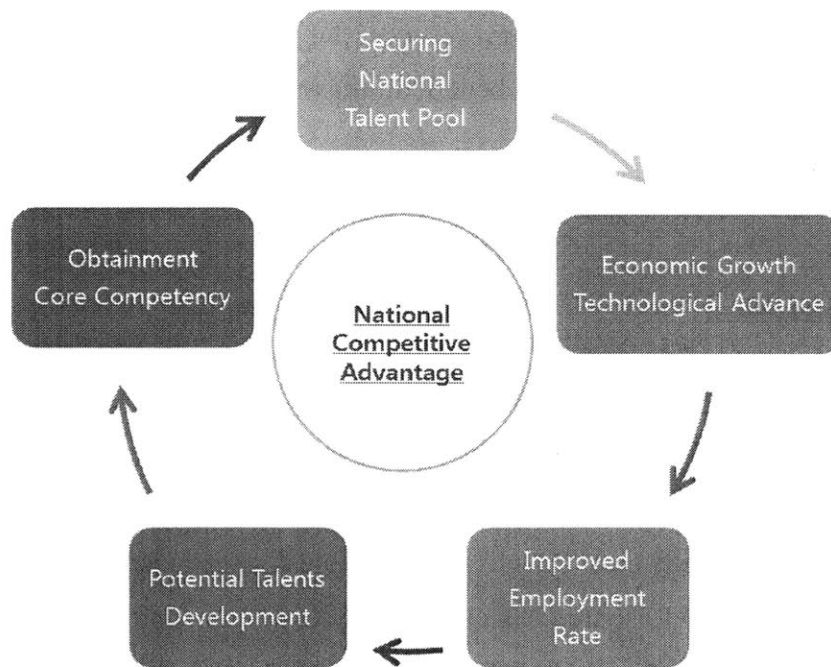 Securing
National
Talent Pool
Economic Growth
Technological Advance
Improved
Employment
Rate
Potential Talents
Development
Obtainment
Core Competency
National
Competitive
Advantage